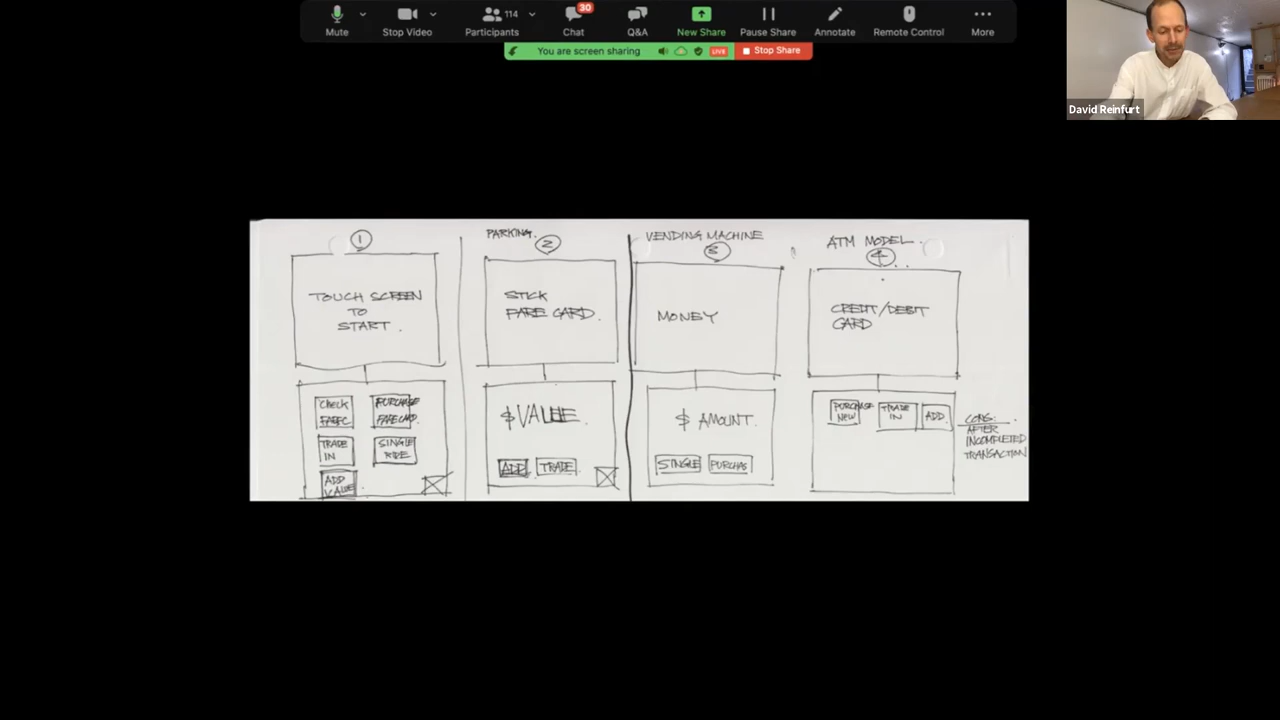 Mute
Stop Video
Participants
114
Chat
30
Q&A
New Share
Pause Share
Annotate
Remote Control
More
You are screen sharing
LIVE
Stop Share
David Reinfurt
1
TOUCH SCREEN
TO
START.
CHECK
PURCHASE
FARE CARD.
TRADE
IN
SINGLE
RIDE
ADD
VALUE
PARKING.
2
STICK
FARE CARD.
$ VALUE
ADD
TRADE
VENDING MACHINE
3
MONEY
$ AMOUNT.
SINGLE
PURCHAS
ATM MODEL.
4
CREDIT/DEBIT
CARD
PURCHASE
NEW
TRADE
IN
ADD.
CONS:
AFTER
INCOMPLETED
TRANSACTION